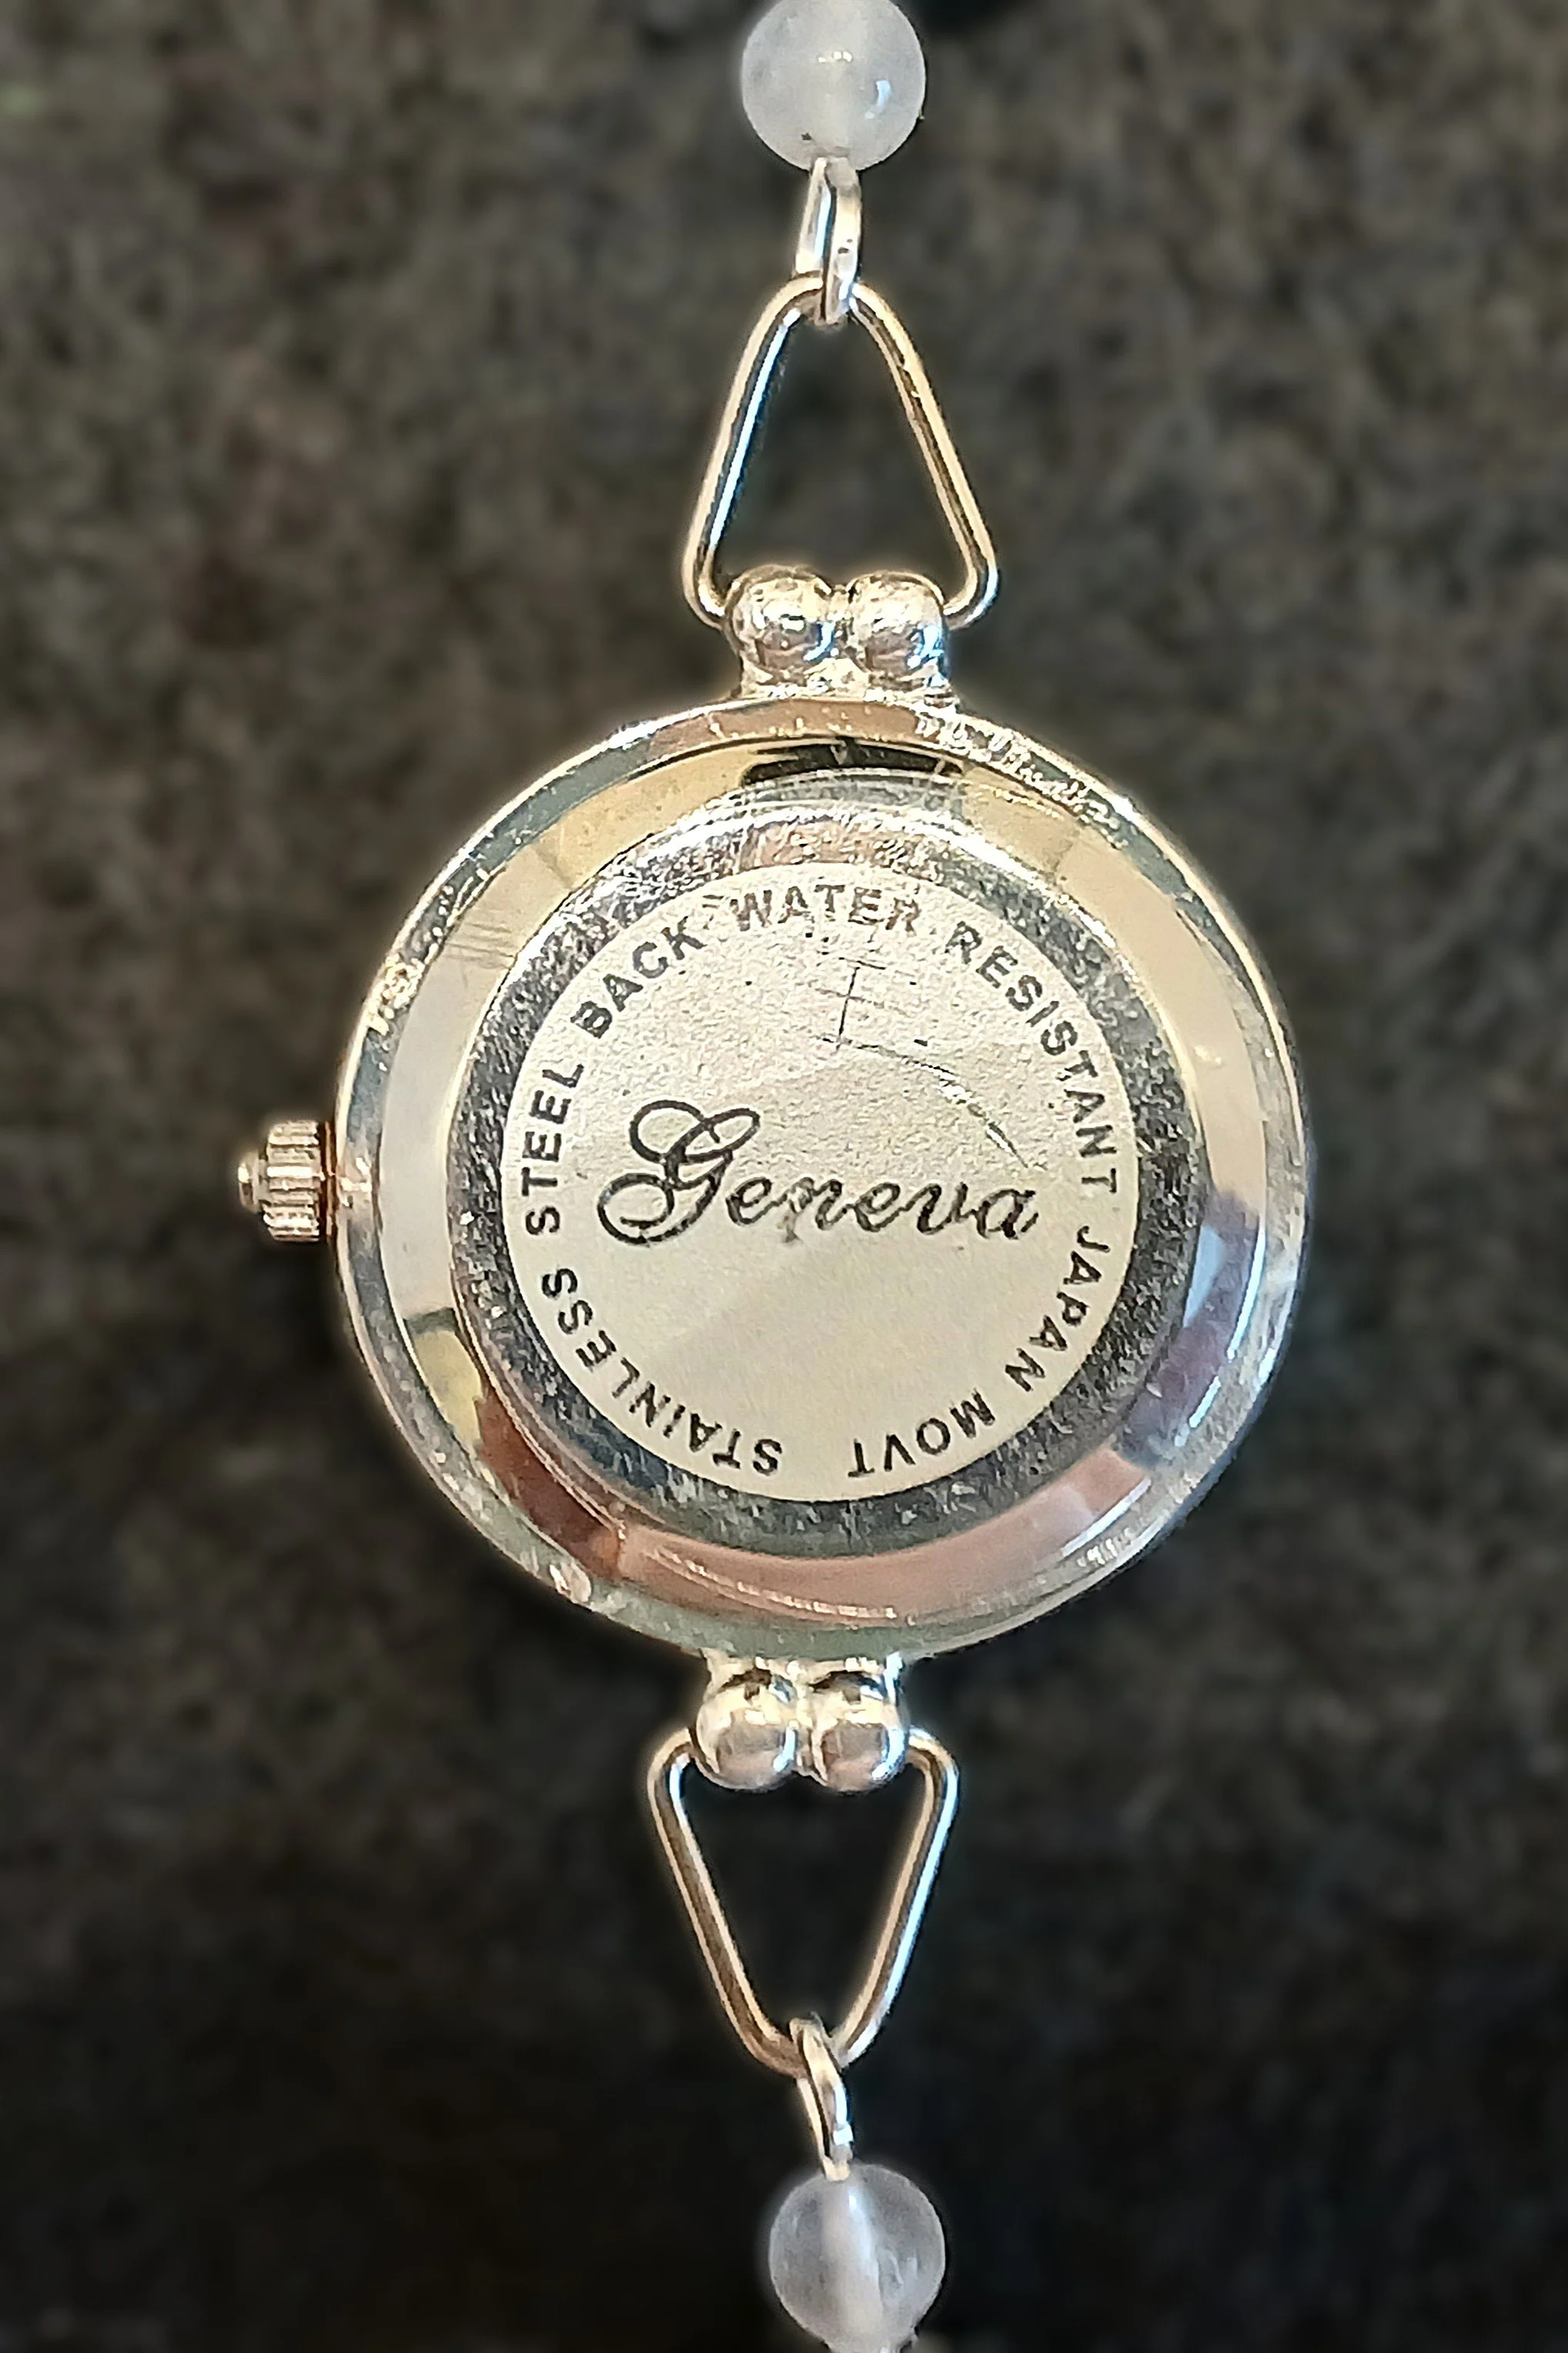 STAINLESS STEEL BACK WATER RESISTANT JAPAN MOVT
Geneva